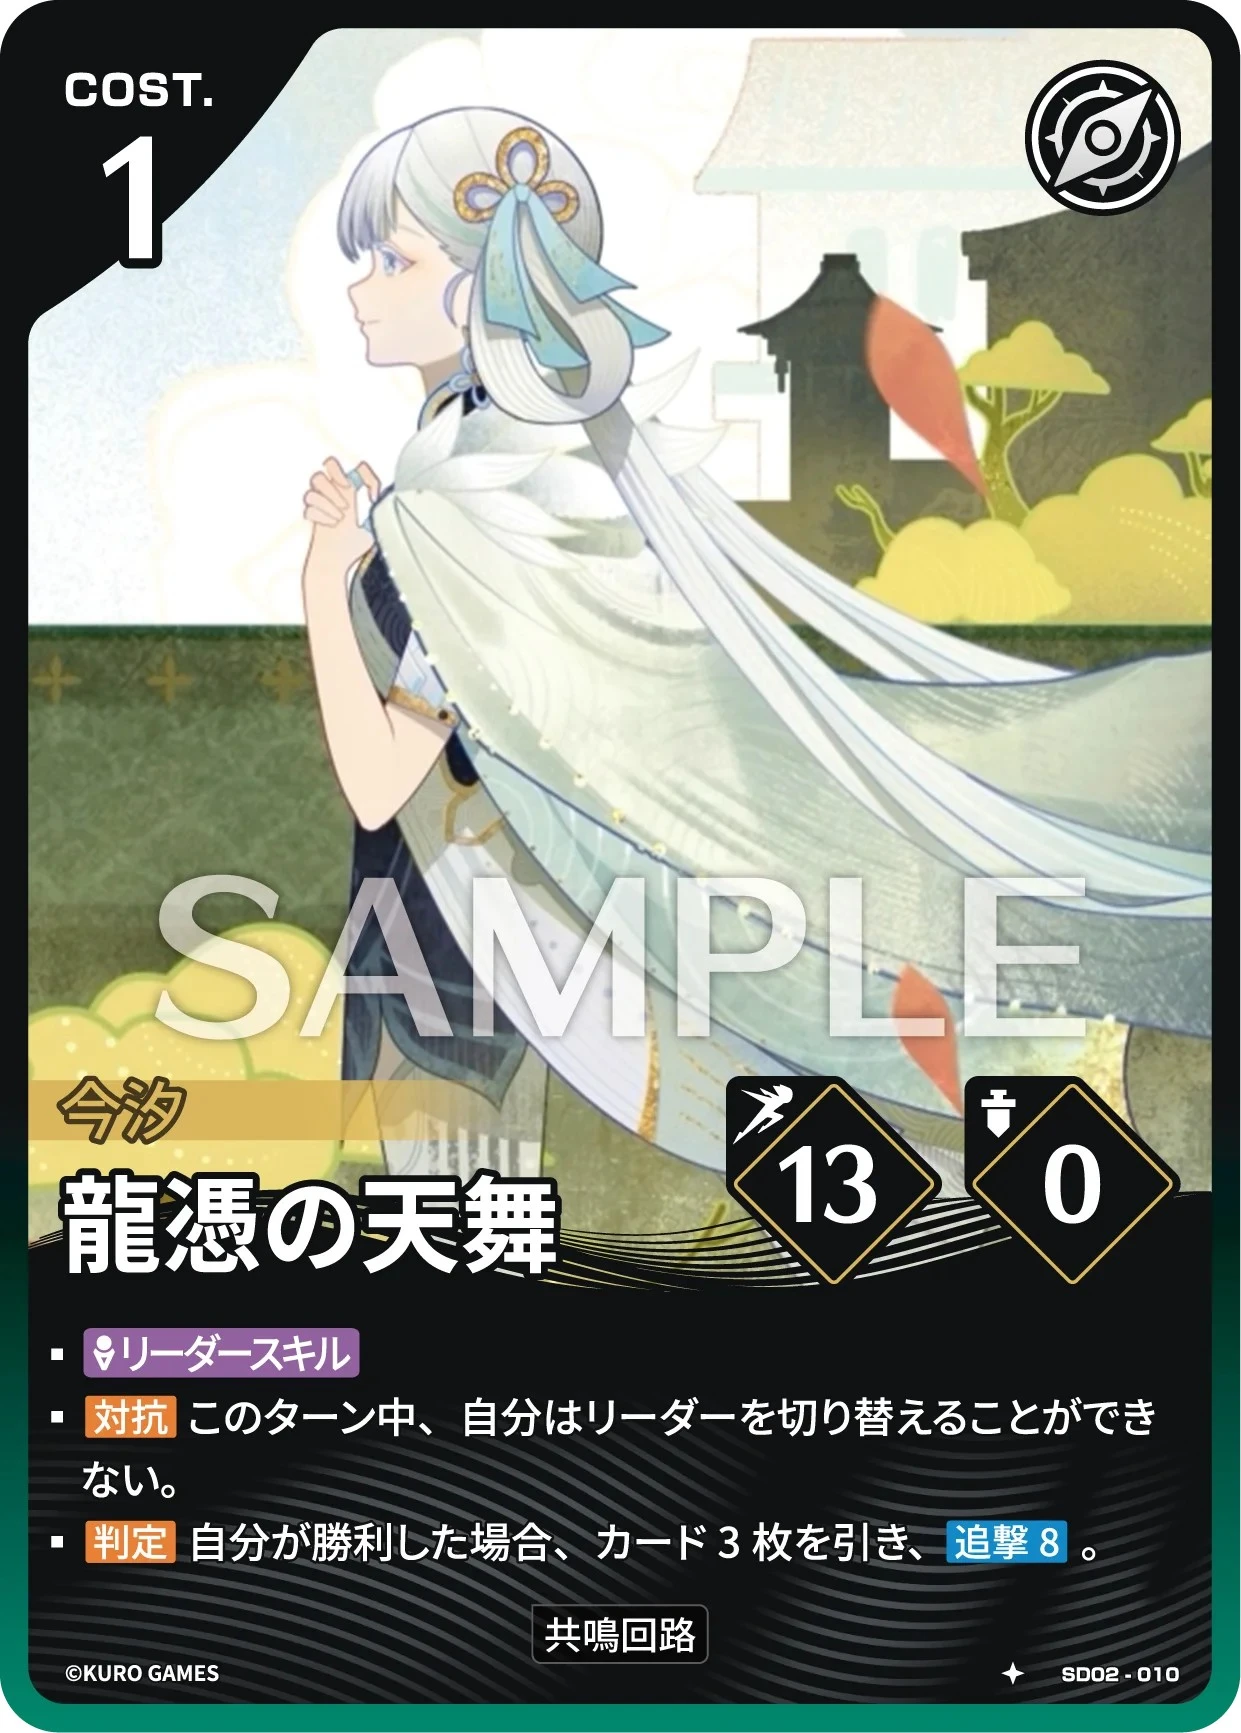 COST.
1
SAMPLE
今汐
龍憑の天舞
13
0
▪ リーダースキル
▪ 対抗 このターン中、自分はリーダーを切り替えることができ
ない。
▪ 判定 自分が勝利した場合、カード 3 枚を引き、追撃 8 。
共鳴回路
©KURO GAMES
SD02 - 010